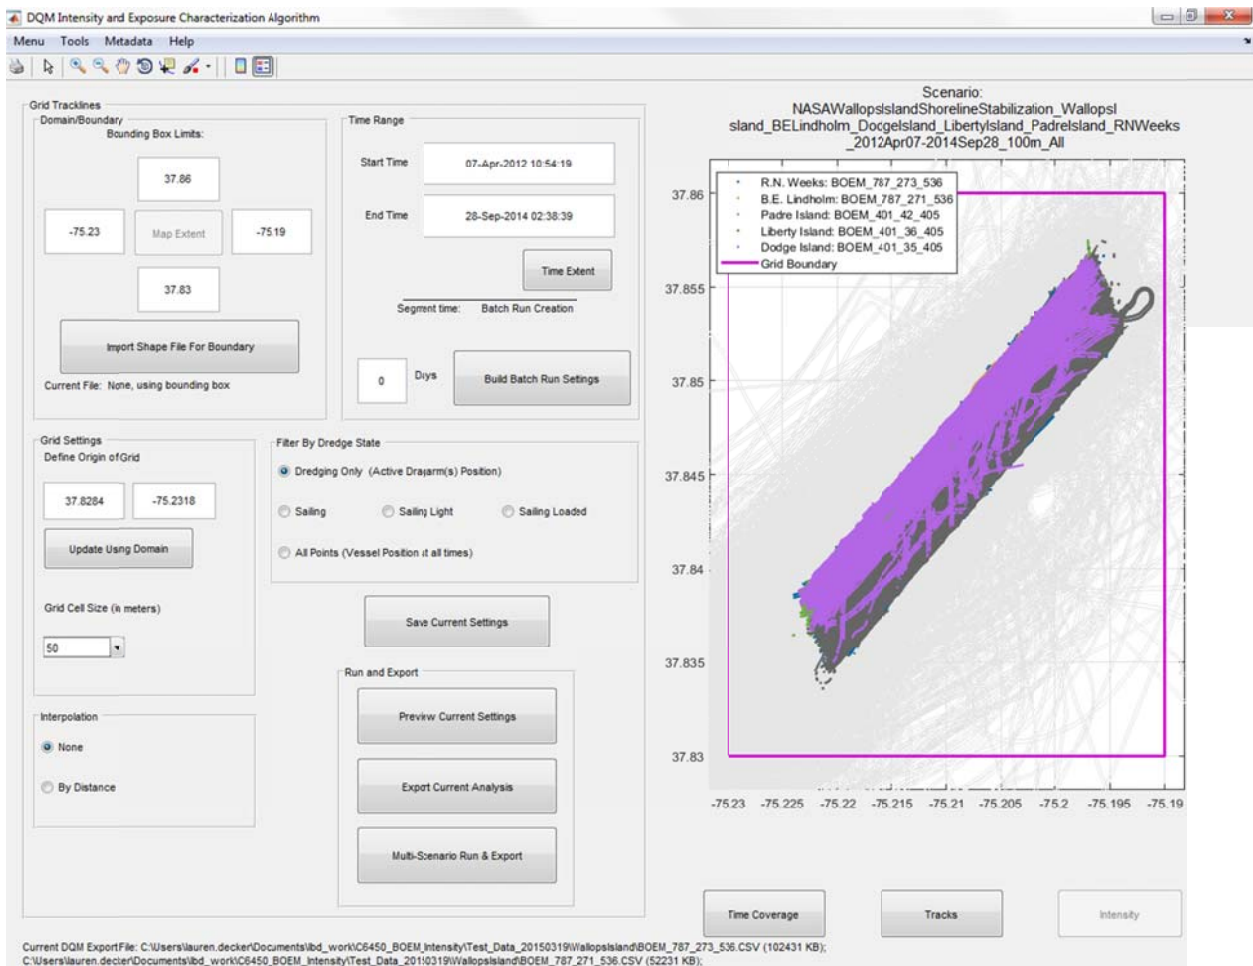 DQM Intensity and Exposure Characterization Algorithm
Menu Tools Metadata Help
Grid Tracklines
Domain/Boundary
Bounding Box Limits:
37.86
-75.23
Map Extent
-75.19
37.83
Import Shape File For Boundary
Current File: None, using bounding box
Time Range
Start Time
07-Apr-2012 10:54:19
End Time
28-Sep-2014 02:38:39
Time Extent
Segment time: Batch Run Creation
0
Days
Build Batch Run Settings
Grid Settings
Define Origin of Grid
37.8284
-75.2318
Update Using Domain
Grid Cell Size (in meters)
50
Filter By Dredge State
Dredging Only (Active Dragarm(s) Position)
Sailing
Sailing Light
Sailing Loaded
All Points (Vessel Position at all times)
Save Current Settings
Interpolation
None
By Distance
Run and Export
Preview Current Settings
Export Current Analysis
Multi-Scenario Run & Export
Scenario:
NASAWallopsIslandShorelineStabilization_WallopsI
sland_BELindholm_DodgeIsland_LibertyIsland_PadreIsland_RNWeeks
_2012Apr07-2014Sep28_100m_All
R.N. Weeks: BOEM_787_273_536
B.E. Lindholm: BOEM_787_271_536
Padre Island: BOEM_401_42_405
Liberty Island: BOEM_401_36_405
Dodge Island: BOEM_401_35_405
Grid Boundary
37.86
37.855
37.85
37.845
37.84
37.835
37.83
-75.23 -75.225 -75.22 -75.215 -75.21 -75.205 -75.2 -75.195 -75.19
Time Coverage
Tracks
Intensity
Current DQM ExportFile: C:\Users\lauren.decker\Documents\lbd_work\C6450_BOEM_Intensity\Test_Data_20150319\WallopsIsland\BOEM_787_273_536.CSV (102431 KB);
C:\Users\lauren.decker\Documents\lbd_work\C6450_BOEM_Intensity\Test_Data_20150319\WallopsIsland\BOEM_787_271_536.CSV (52231 KB);